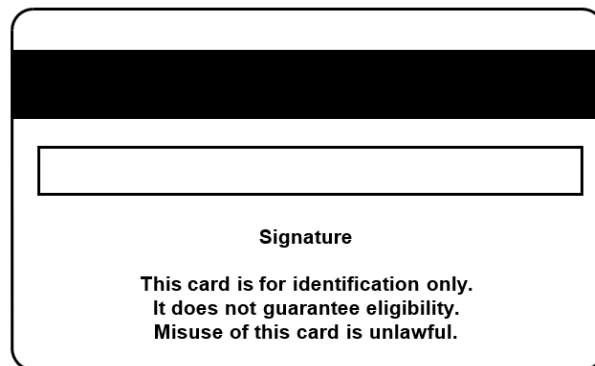 Signature
This card is for identification only.
It does not guarantee eligibility.
Misuse of this card is unlawful.